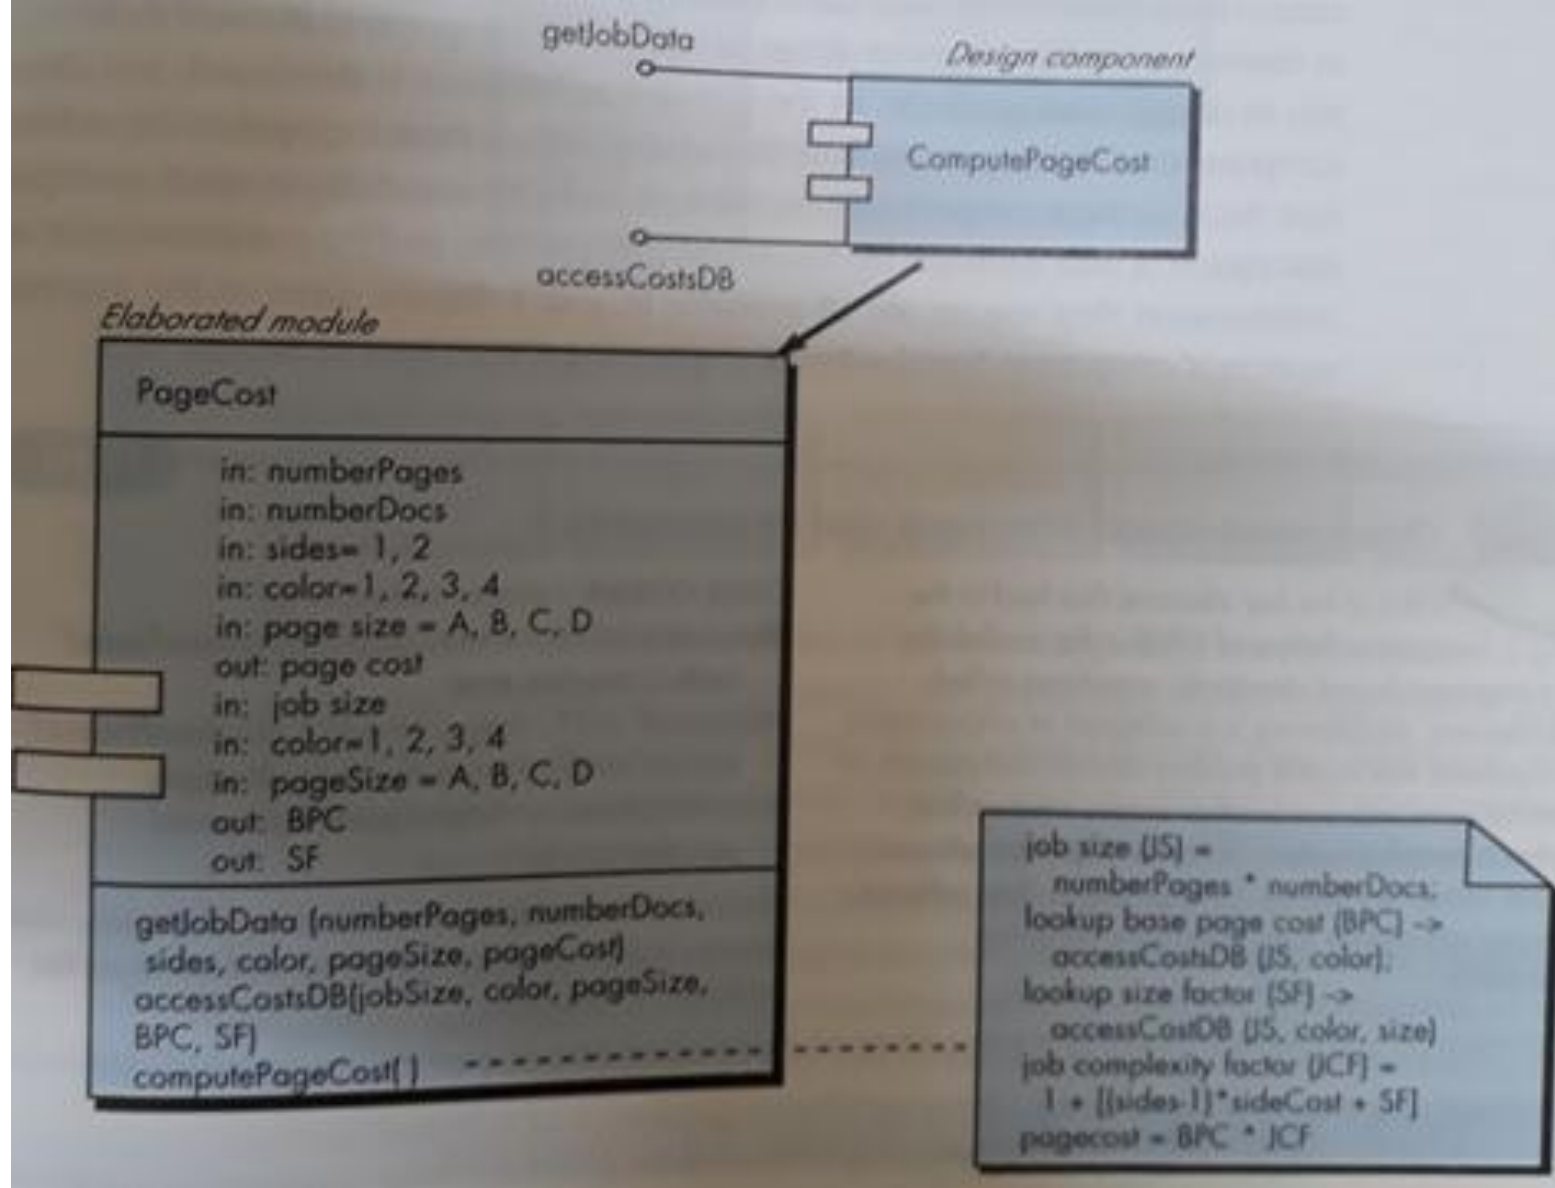 getJobData
Design component
ComputePageCost
accessCostsDB
Elaborated module
PageCost
in: numberPages
in: numberDocs
in: sides= 1, 2
in: color=1, 2, 3, 4
in: page size = A, B, C, D
out: page cost
in: job size
in: color=1, 2, 3, 4
in: pageSize = A, B, C, D
out: BPC
out: SF
getJobData (numberPages, numberDocs,
sides, color, pageSize, pageCost)
accessCostsDB(jobSize, color, pageSize,
BPC, SF)
computePageCost( )
job size (JS) =
numberPages * numberDocs;
lookup base page cost (BPC) ->
accessCostsDB (JS, color);
lookup size factor (SF) ->
accessCostDB (JS, color, size)
job complexity factor (JCF) =
1 + [(sides-1)*sideCost + SF]
pagecost = BPC * JCF